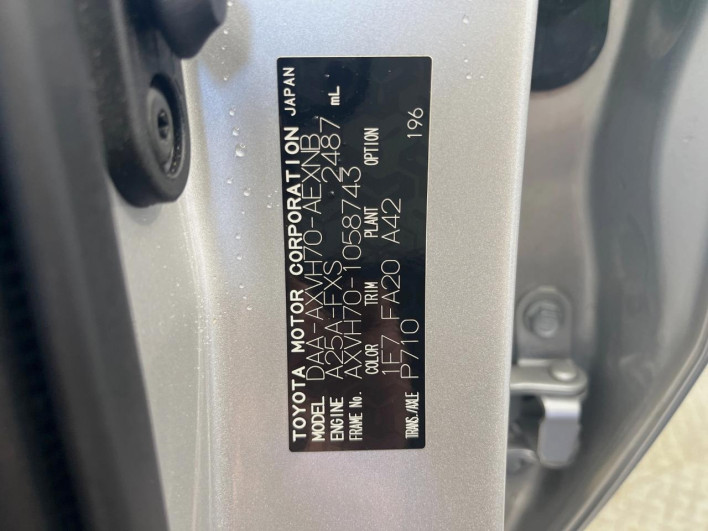 TOYOTA MOTOR CORPORATION JAPAN
MODEL DAA-AXVH70-AEXNB
ENGINE A25A-FXS 2487 mL
FRAME No. AXVH70-1058743
COLOR TRIM PLANT OPTION
1E7 FA20 A42
TRANS./AXLE P710 196